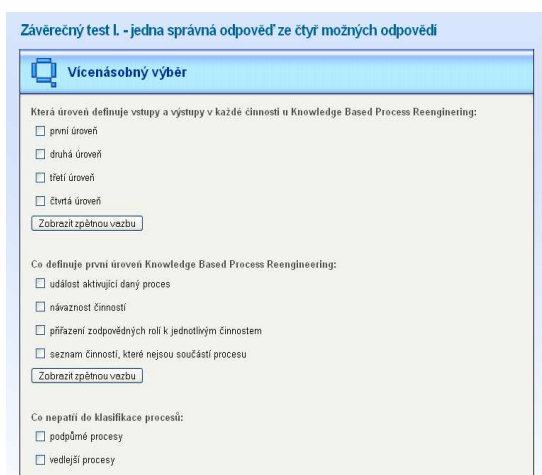 Závěrečný test I. - jedna správná odpověď ze čtyř možných odpovědí
Vícenásobný výběr
Která úroveň definuje vstupy a výstupy v každé činnosti u Knowledge Based Process Reenginering:
první úroveň
druhá úroveň
třetí úroveň
čtvrtá úroveň
Zobrazit zpětnou vazbu
Co definuje první úroveň Knowledge Based Process Reengineering:
událost aktivující daný proces
návaznost činností
přiřazení zodpovědných rolí k jednotlivým činnostem
seznam činností, které nejsou součástí procesu
Zobrazit zpětnou vazbu
Co nepatří do klasifikace procesů:
podpůrné procesy
vedlejší procesy